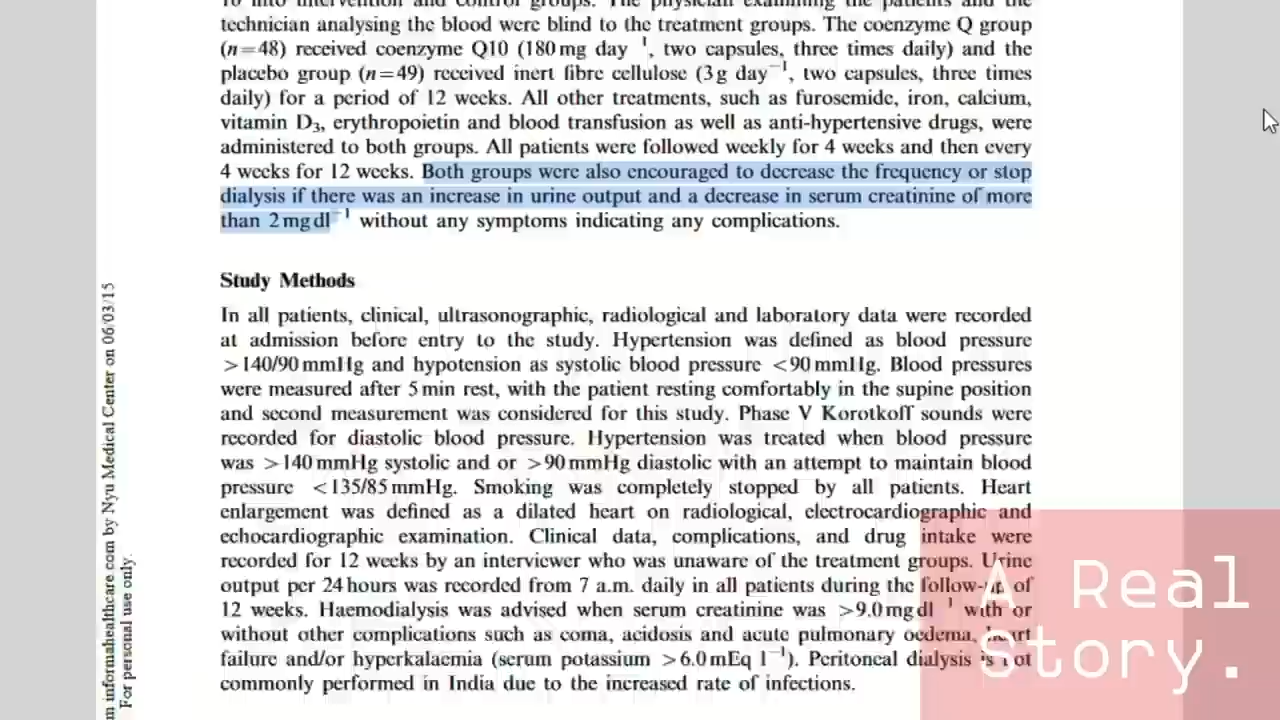 technician analysing the blood were blind to the treatment groups. The coenzyme Q group
(n=48) received coenzyme Q10 (180 mg day ¹, two capsules, three times daily) and the
placebo group (n=49) received inert fibre cellulose (3 g day⁻¹, two capsules, three times
daily) for a period of 12 weeks. All other treatments, such as furosemide, iron, calcium,
vitamin D₃, erythropoietin and blood transfusion as well as anti-hypertensive drugs, were
administered to both groups. All patients were followed weekly for 4 weeks and then every
4 weeks for 12 weeks. Both groups were also encouraged to decrease the frequency or stop
dialysis if there was an increase in urine output and a decrease in serum creatinine of more
than 2 mg dl⁻¹ without any symptoms indicating any complications.
Study Methods
In all patients, clinical, ultrasonographic, radiological and laboratory data were recorded
at admission before entry to the study. Hypertension was defined as blood pressure
>140/90 mmHg and hypotension as systolic blood pressure <90 mmHg. Blood pressures
were measured after 5 min rest, with the patient resting comfortably in the supine position
and second measurement was considered for this study. Phase V Korotkoff sounds were
recorded for diastolic blood pressure. Hypertension was treated when blood pressure
was >140 mmHg systolic and or >90 mmHg diastolic with an attempt to maintain blood
pressure <135/85 mmHg. Smoking was completely stopped by all patients. Heart
enlargement was defined as a dilated heart on radiological, electrocardiographic and
echocardiographic examination. Clinical data, complications, and drug intake were
recorded for 12 weeks by an interviewer who was unaware of the treatment groups. Urine
output per 24 hours was recorded from 7 a.m. daily in all patients during the follow-up of
12 weeks. Haemodialysis was advised when serum creatinine was >9.0 mg dl ¹ with or
without other complications such as coma, acidosis and acute pulmonary oedema, heart
failure and/or hyperkalaemia (serum potassium >6.0 mEq l⁻¹). Peritoneal dialysis is not
commonly performed in India due to the increased rate of infections.
m informahealthcare.com by Nyu Medical Center on 06/03/15
For personal use only.
A Real
Story.